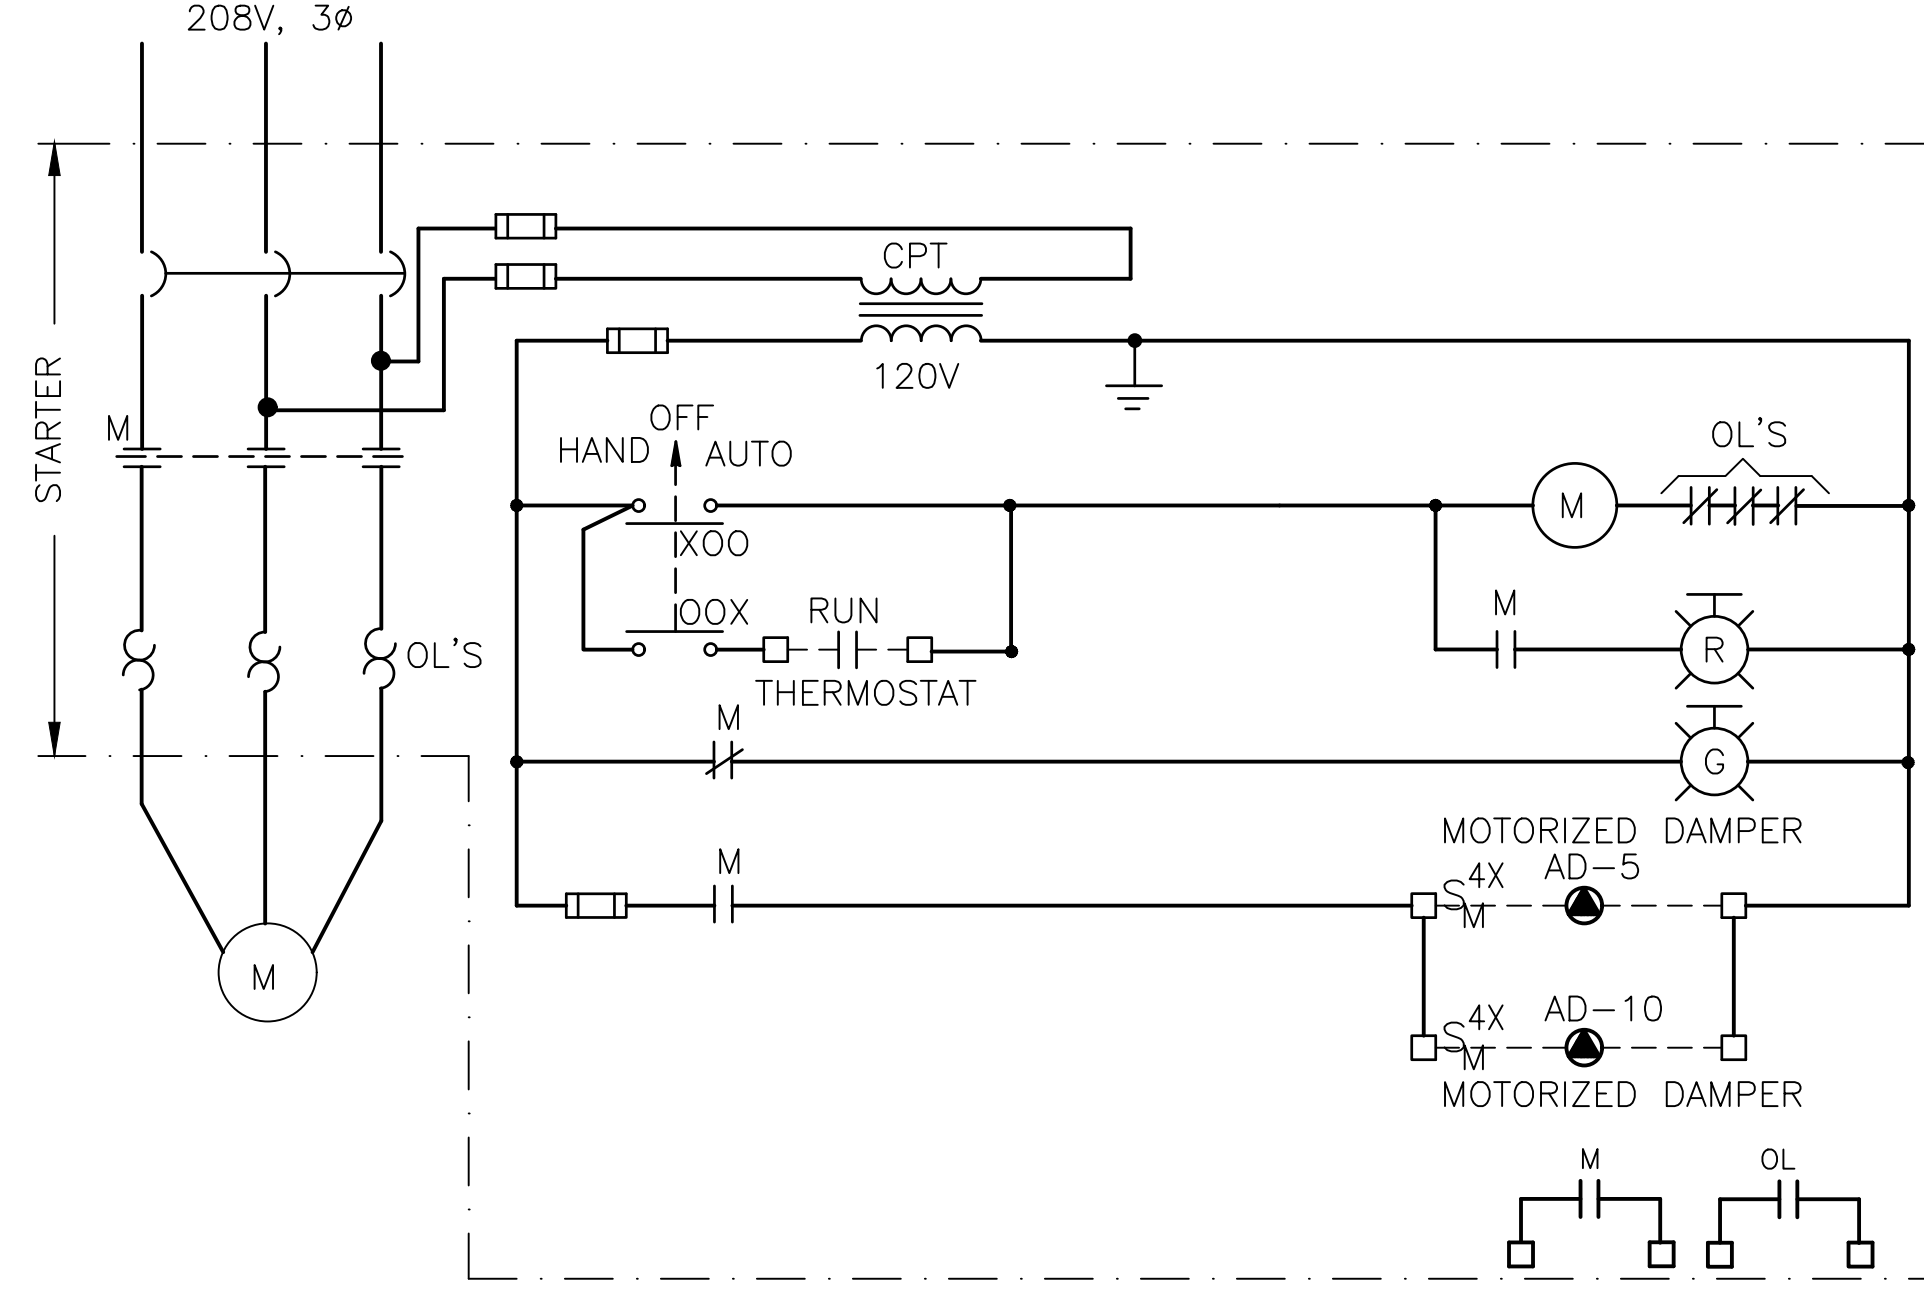 208V, 3ø
STARTER
CPT
120V
M
OFF
HAND
AUTO
XOO
OOX
RUN
THERMOSTAT
OL'S
M
OL'S
M
R
M
G
M
MOTORIZED DAMPER
AD-5
S 4X M
AD-10
S 4X M
MOTORIZED DAMPER
M
M
OL